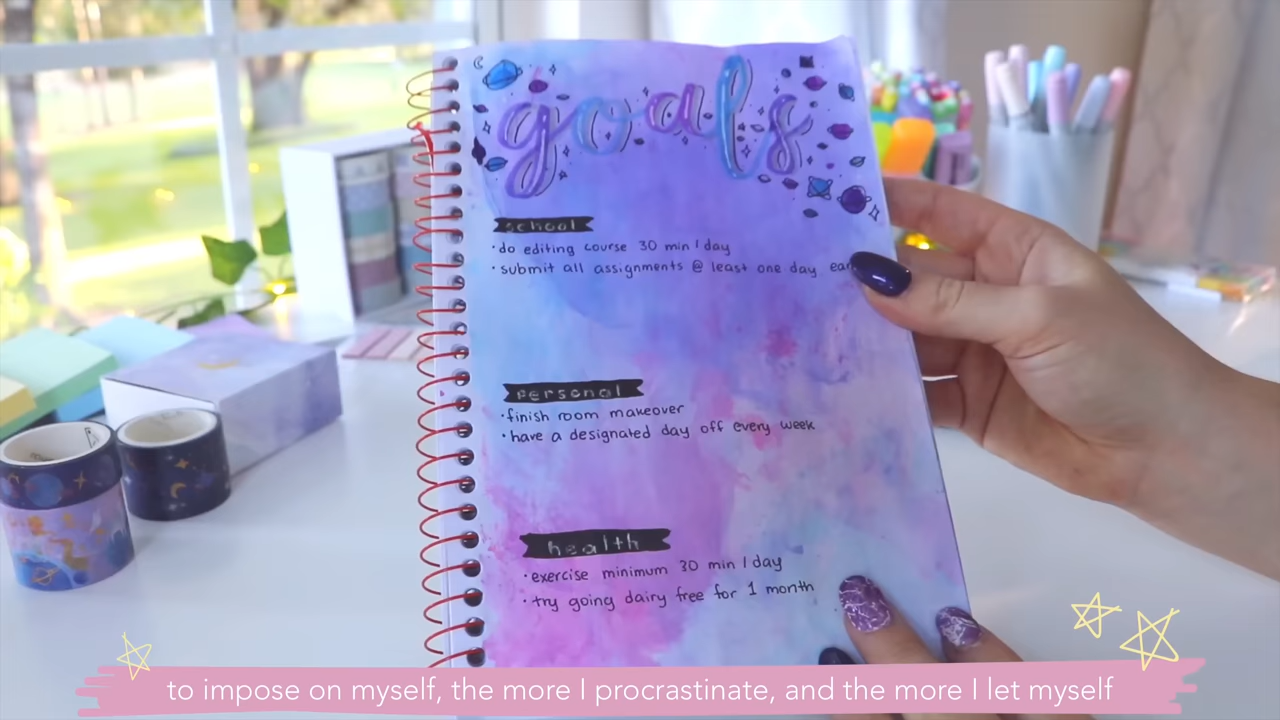 goals
school
• do editing course 30 min / day
• submit all assignments @ least one day
personal
• finish room makeover
• have a designated day off every week
health
• exercise minimum 30 min / day
• try going dairy free for 1 month
to impose on myself, the more I procrastinate, and the more I let myself